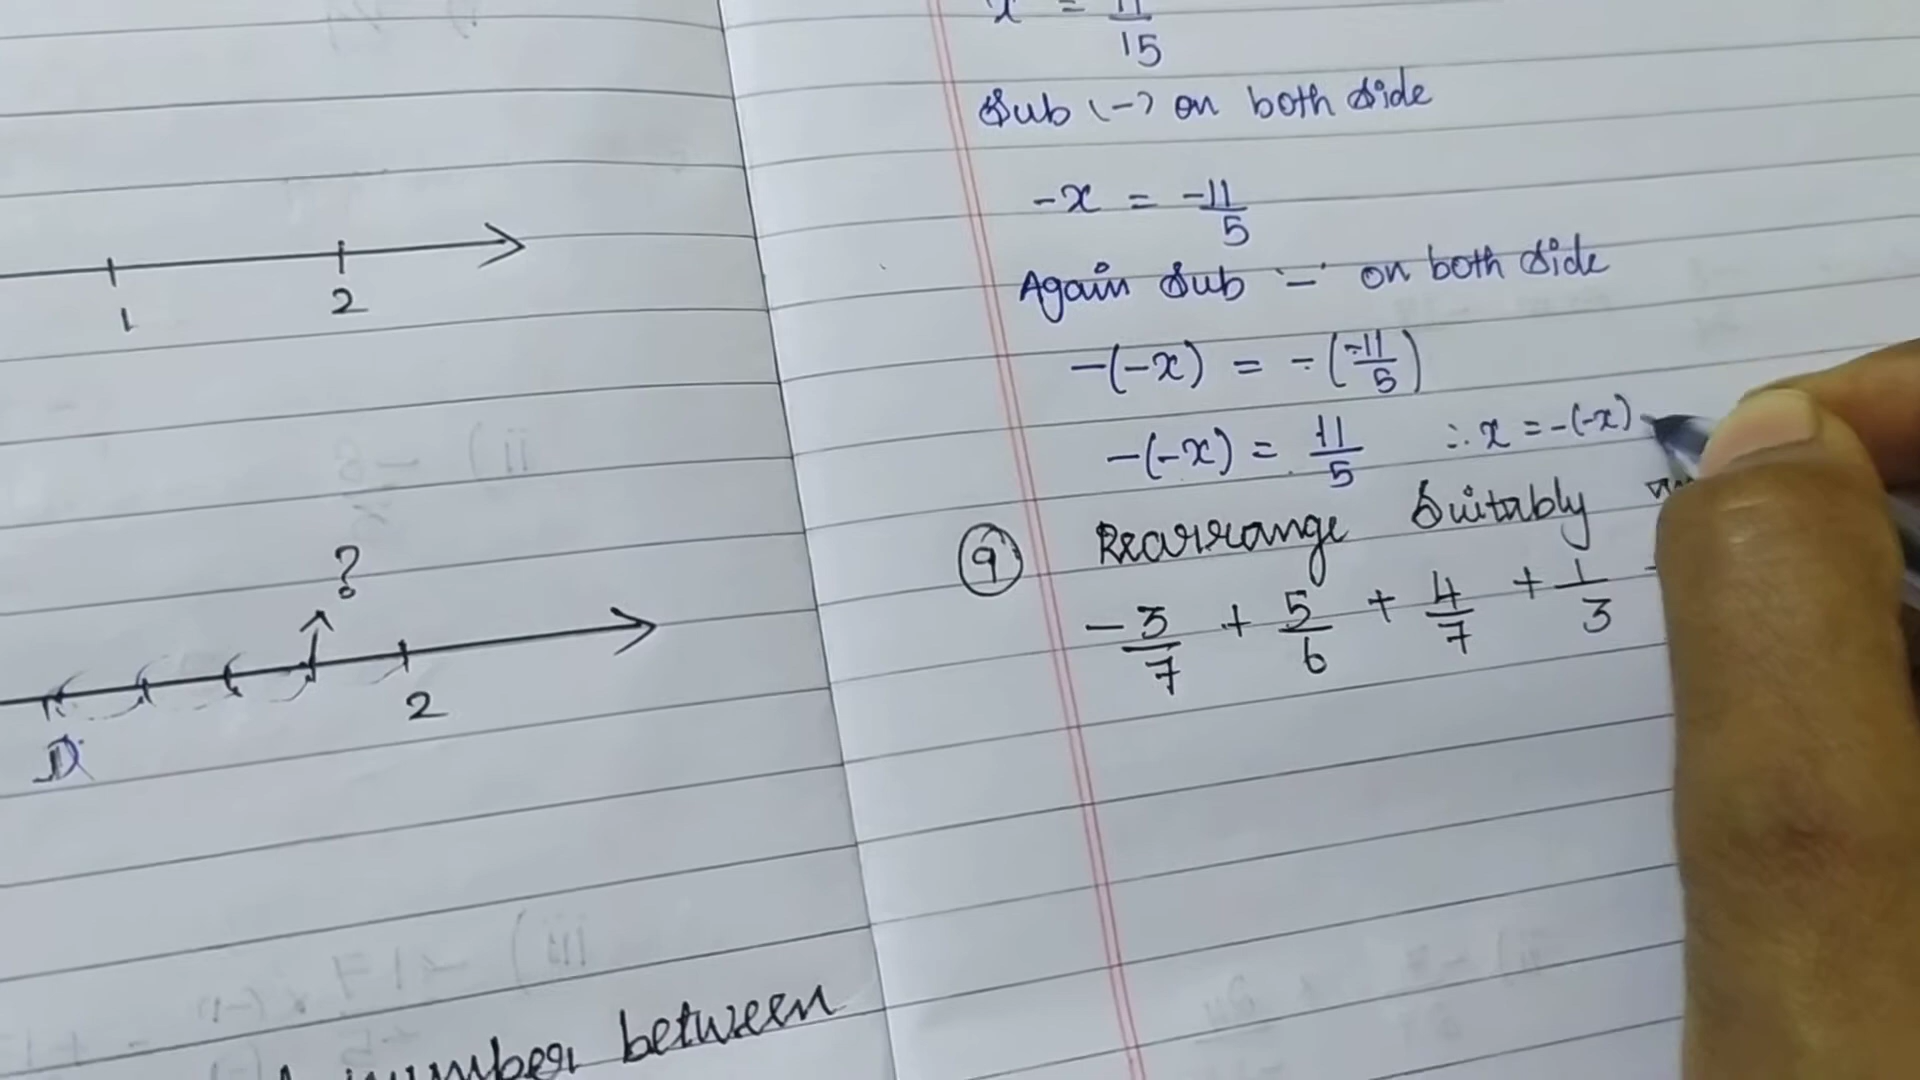 1 2
?
2
number between
x = 11/15
Sub (-) on both side
-x = -11/5
Again Sub '-' on both side
-(-x) = -(-11/5)
-(-x) = 11/5 ∴ x = -(-x)
9 Rearrange Suitably
-3/7 + 5/6 + 4/7 + 1/3